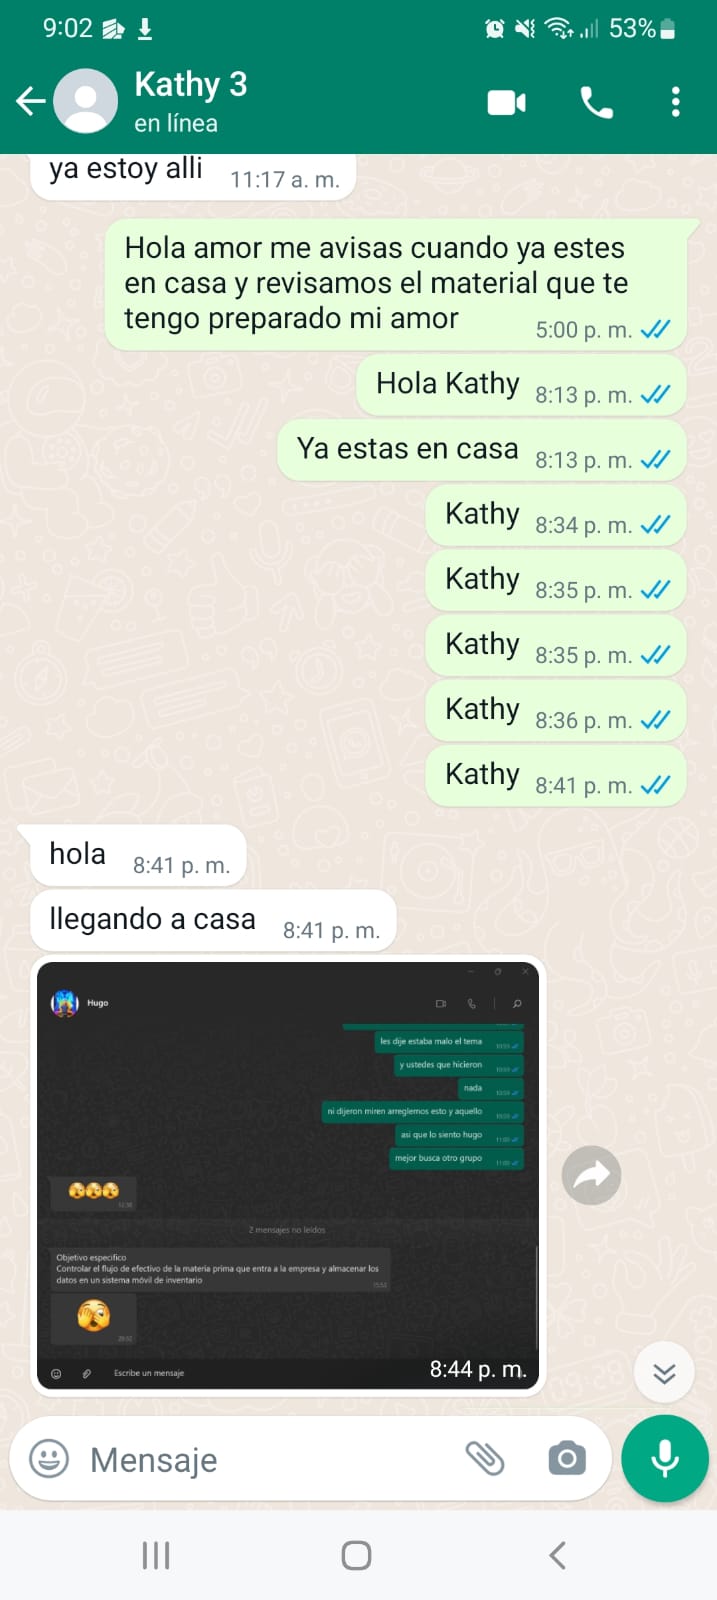 9:02
53%
Kathy 3
en línea
ya estoy alli
11:17 a. m.
Hola amor me avisas cuando ya estes
en casa y revisamos el material que te
tengo preparado mi amor
5:00 p. m.
Hola Kathy
8:13 p. m.
Ya estas en casa
8:13 p. m.
Kathy
8:34 p. m.
Kathy
8:35 p. m.
Kathy
8:35 p. m.
Kathy
8:36 p. m.
Kathy
8:41 p. m.
hola
8:41 p. m.
llegando a casa
8:41 p. m.
Hugo
les dije estaba malo el tema
y ustedes que hicieron
nada
ni dijeron miren arreglemos esto y aquello
asi que lo siento hugo
mejor busca otro grupo
2 mensajes no leídos
Objetivo especifico
Controlar el flujo de efectivo de la materia prima que entra a la empresa y almacenar los
datos en un sistema móvil de inventario
Escribe un mensaje
8:44 p. m.
Mensaje